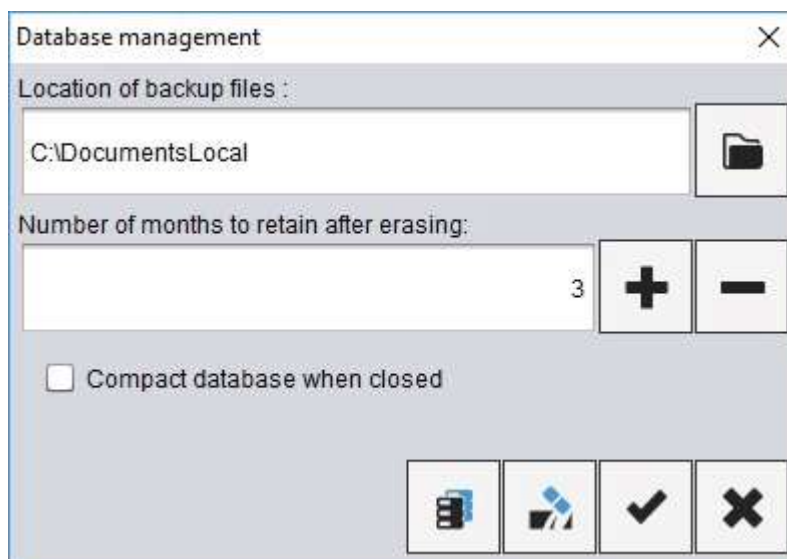 Database management
Location of backup files :
C:\DocumentsLocal
Number of months to retain after erasing:
3
Compact database when closed